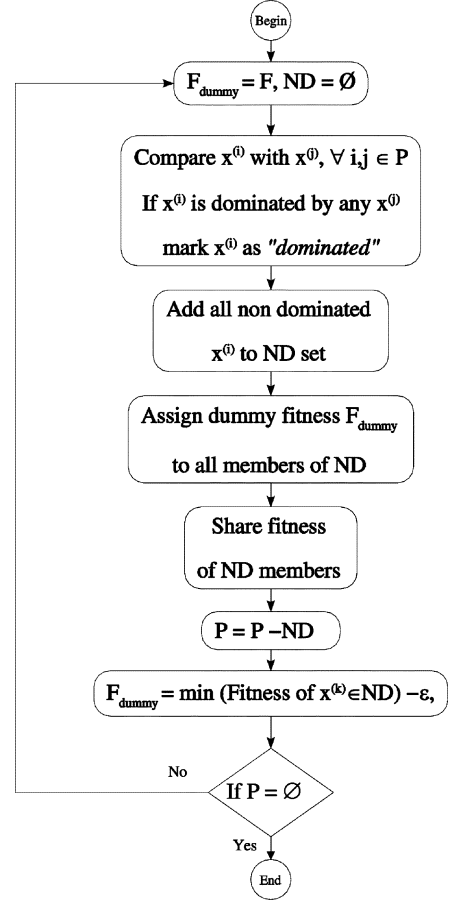 Begin
F_dummy = F, ND = Ø
Compare x⁽ⁱ⁾ with x⁽ʲ⁾, ∀ i,j ∈ P
If x⁽ⁱ⁾ is dominated by any x⁽ʲ⁾
mark x⁽ⁱ⁾ as "dominated"
Add all non dominated
x⁽ⁱ⁾ to ND set
Assign dummy fitness F_dummy
to all members of ND
Share fitness
of ND members
P = P –ND
F_dummy = min (Fitness of x⁽ᵏ⁾∈ND) –ε,
No
If P = ∅
Yes
End